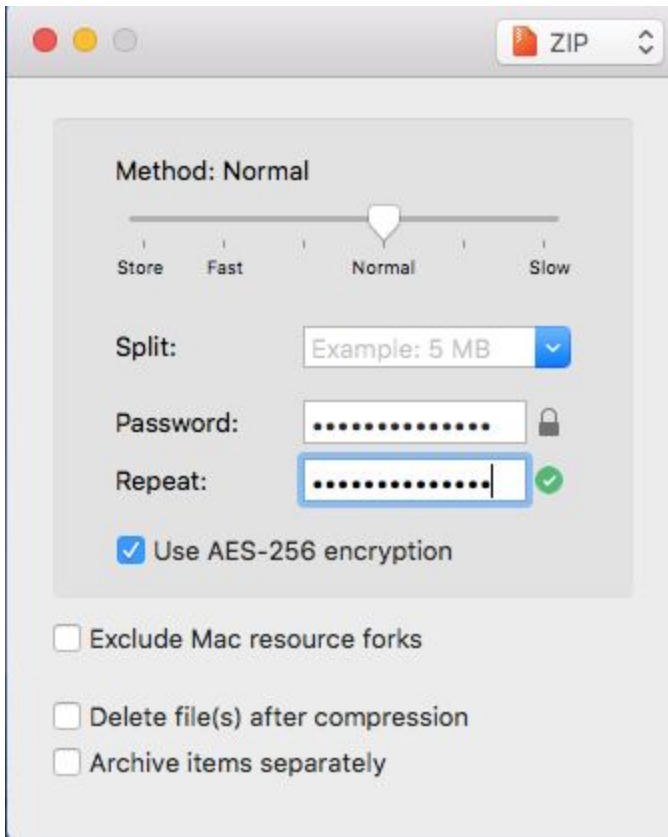 ZIP
Method: Normal
Store Fast Normal Slow
Split: Example: 5 MB
Password: ••••••••••••••
Repeat: ••••••••••••••
Use AES-256 encryption
Exclude Mac resource forks
Delete file(s) after compression
Archive items separately